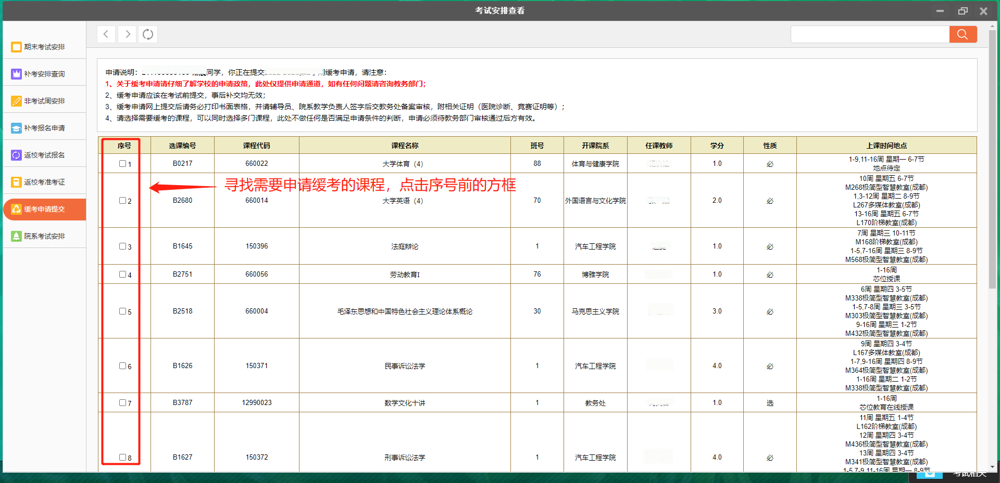 考试安排查看
期末考试安排
补考安排查询
非考试周安排
补考报名申请
返校考试报名
返校考准考证
缓考申请提交
院系考试安排
申请说明： 同学，你正在提交 期缓考申请，请注意：
1、关于缓考申请请仔细了解学校的申请政策，此处仅提供申请通道，如有任何问题请咨询教务部门；
2、缓考申请应该在考试前提交，事后补交均无效；
3、缓考申请网上提交后请务必打印书面表格，并请辅导员、院系教学负责人签字后交教务处备案审核，附相关证明（医院诊断、竞赛证明等）；
4、请选择需要缓考的课程，可以同时选择多门课程，此处不做任何是否满足申请条件的判断，申请必须待教务部门审核通过后方有效。
序号 选课编号 课程代码 课程名称 班号 开课院系 任课教师 学分 性质 上课时间地点
1 B0217 660022 大学体育（4） 88 体育与健康学院 1.0 必 1-9,11-16周 星期一 6-7节
地点待定
寻找需要申请缓考的课程，点击序号前的方框
2 B2680 660014 大学英语（4） 70 外国语言与文化学院 2.0 必 10周 星期五 6-7节
M268极简型智慧教室(成都)
1,3-12周 星期二 8-9节
L267多媒体教室(成都)
13-16周 星期五 6-7节
L170阶梯教室(成都)
3 B1645 150396 法庭辩论 1 汽车工程学院 1.0 必 7周 星期三 10-11节
M168阶梯教室(成都)
1-5,7-16周 星期三 8-9节
M568极简型智慧教室(成都)
4 B2751 660056 劳动教育I 76 博雅学院 1.0 必 1-16周
芯位授课
5 B2518 660004 毛泽东思想和中国特色社会主义理论体系概论 30 马克思主义学院 3.0 必 6周 星期四 3-5节
M338极简型智慧教室(成都)
1-5,7-8周 星期三 3-5节
M303极简型智慧教室(成都)
9-16周 星期三 1-2节
M432极简型智慧教室(成都)
6 B1626 150371 民事诉讼法学 1 汽车工程学院 4.0 必 9周 星期四 3-4节
L167多媒体教室(成都)
1-7,9-16周 星期四 8-9节
M364极简型智慧教室(成都)
1-16周 星期二 1-2节
M338极简型智慧教室(成都)
7 B3787 12990023 数学文化十讲 1 教务处 1.0 选 1-16周
芯位教育在线授课
8 B1627 150372 刑事诉讼法学 1 汽车工程学院 4.0 必 11周 星期五 1-4节
L162阶梯教室(成都)
12周 星期四 3-4节
M436极简型智慧教室(成都)
13周 星期四 3-4节
M341极简型智慧教室(成都)
1-5,7-9,11-16周 星期一 8-9节
考试相关